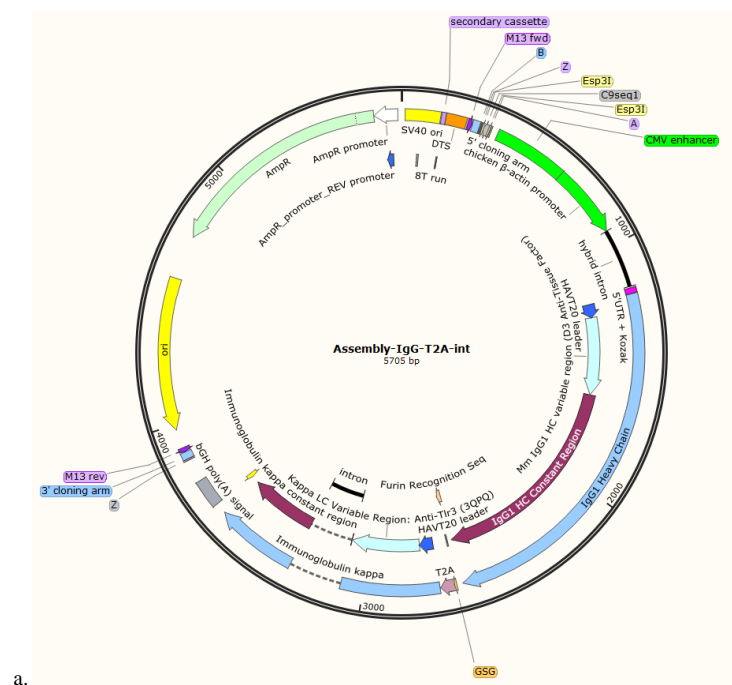 secondary cassette
M13 fwd
B
Z
Esp3I
C9seq1
Esp3I
A
CMV enhancer
SV40 ori
DTS
5' cloning arm
chicken β-actin promoter
8T run
AmpR promoter
AmpR
AmpR_promoter_REV promoter
5000
1000
hybrid intron
5'UTR + Kozak
HAVT20 leader
Mm IgG1 HC variable region (D3 Anti-Tissue Factor)
Assembly-IgG-T2A-int
5705 bp
ori
IgG1 HC Constant Region
IgG1 Heavy Chain
2000
Immunoglobulin kappa constant region
intron
Furin Recognition Seq
Kappa LC Variable Region: Anti-Tlr3 (3QPQ)
HAVT20 leader
4000
bGH poly(A) signal
M13 rev
3' cloning arm
Z
Immunoglobulin kappa
T2A
3000
GSG
a.